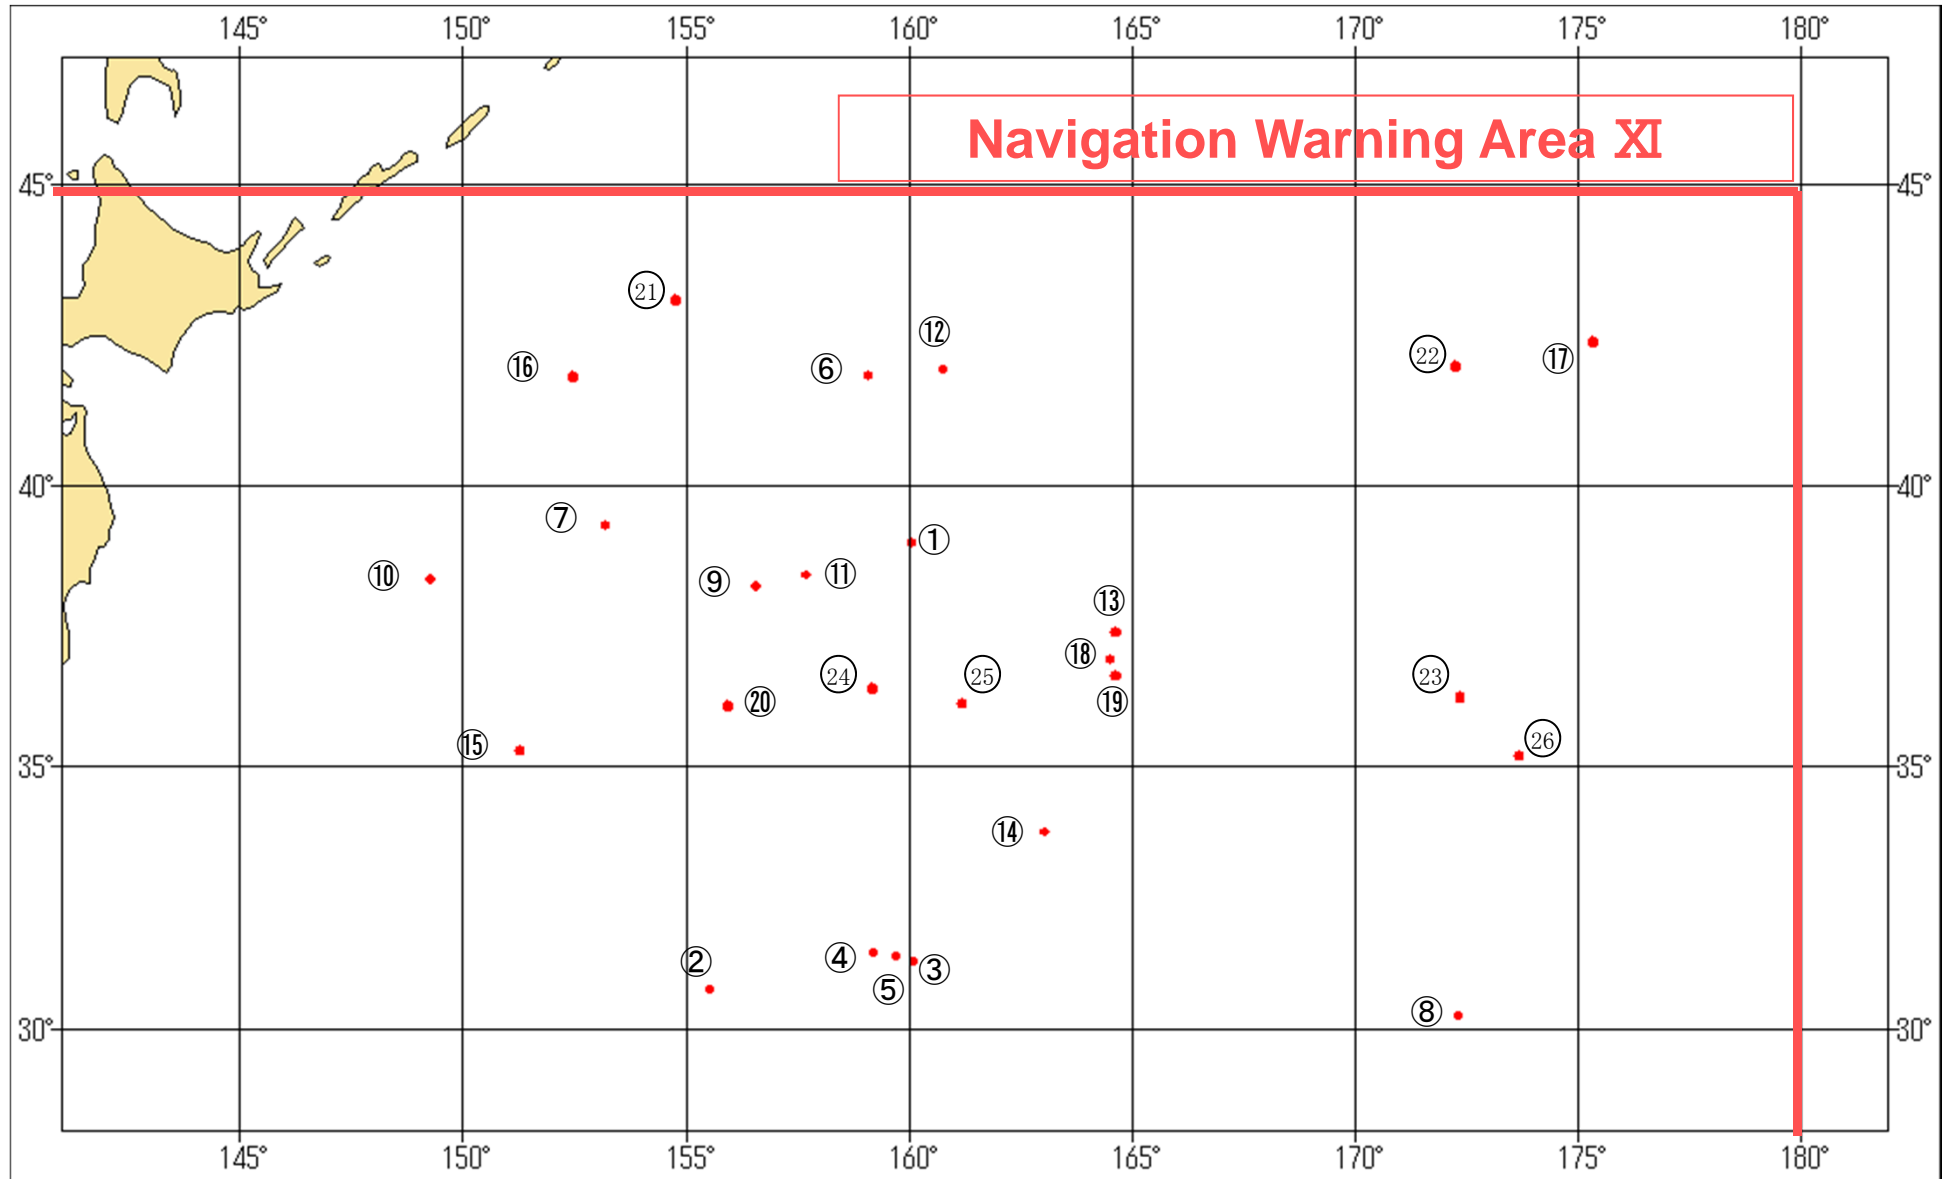 145° 150° 155° 160° 165° 170° 175° 180°
Navigation Warning Area Ⅺ
45° 45°
㉑
⑫
⑯ ⑥ ㉒ ⑰
40° 40°
⑦ ①
⑩ ⑨ ⑪
⑬
⑱
㉔ ㉕ ㉓
⑳ ⑲
⑮ ㉖
35° 35°
⑭
② ④ ③
⑤
⑧
30° 30°
145° 150° 155° 160° 165° 170° 175° 180°